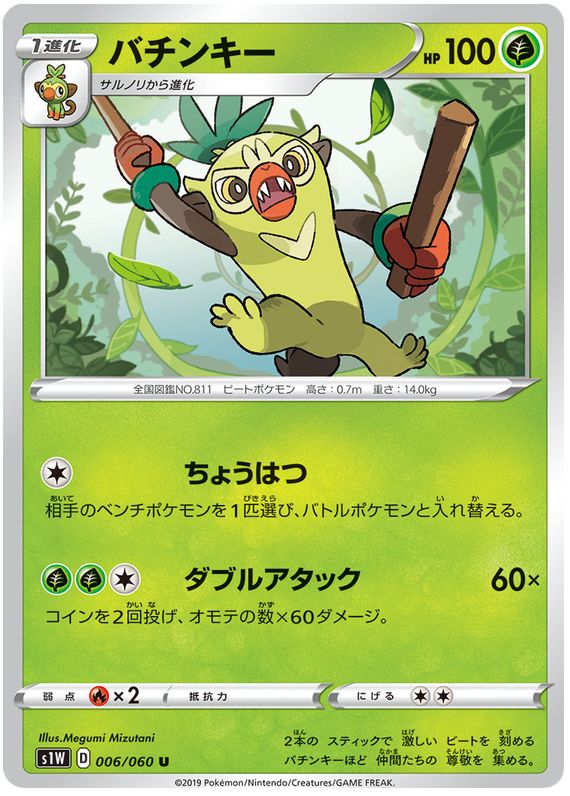 1進化
バチンキー
HP100
サルノリから進化
全国図鑑NO.811 ビートポケモン 高さ:0.7m 重さ:14.0kg
ちょうはつ
相手のベンチポケモンを1匹選び、バトルポケモンと入れ替える。
ダブルアタック 60×
コインを2回投げ、オモテの数×60ダメージ。
弱点 ×2 抵抗力 にげる
Illus.Megumi Mizutani
s1W D 006/060 U
2本の スティックで 激しい ビートを 刻める
バチンキーほど 仲間たちの 尊敬を 集める。
©2019 Pokémon/Nintendo/Creatures/GAME FREAK.